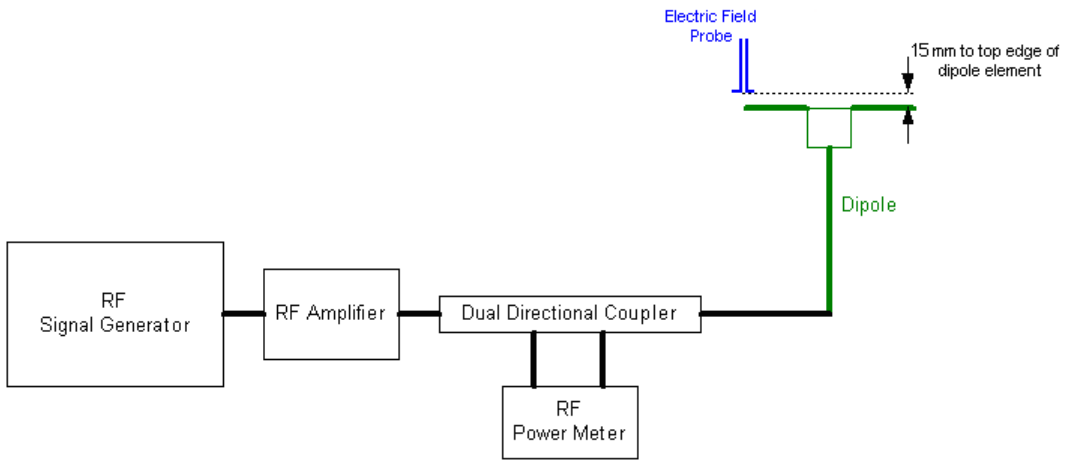 Electric Field
Probe
15 mm to top edge of
dipole element
Dipole
RF
Signal Generator
RF Amplifier
Dual Directional Coupler
RF
Power Meter